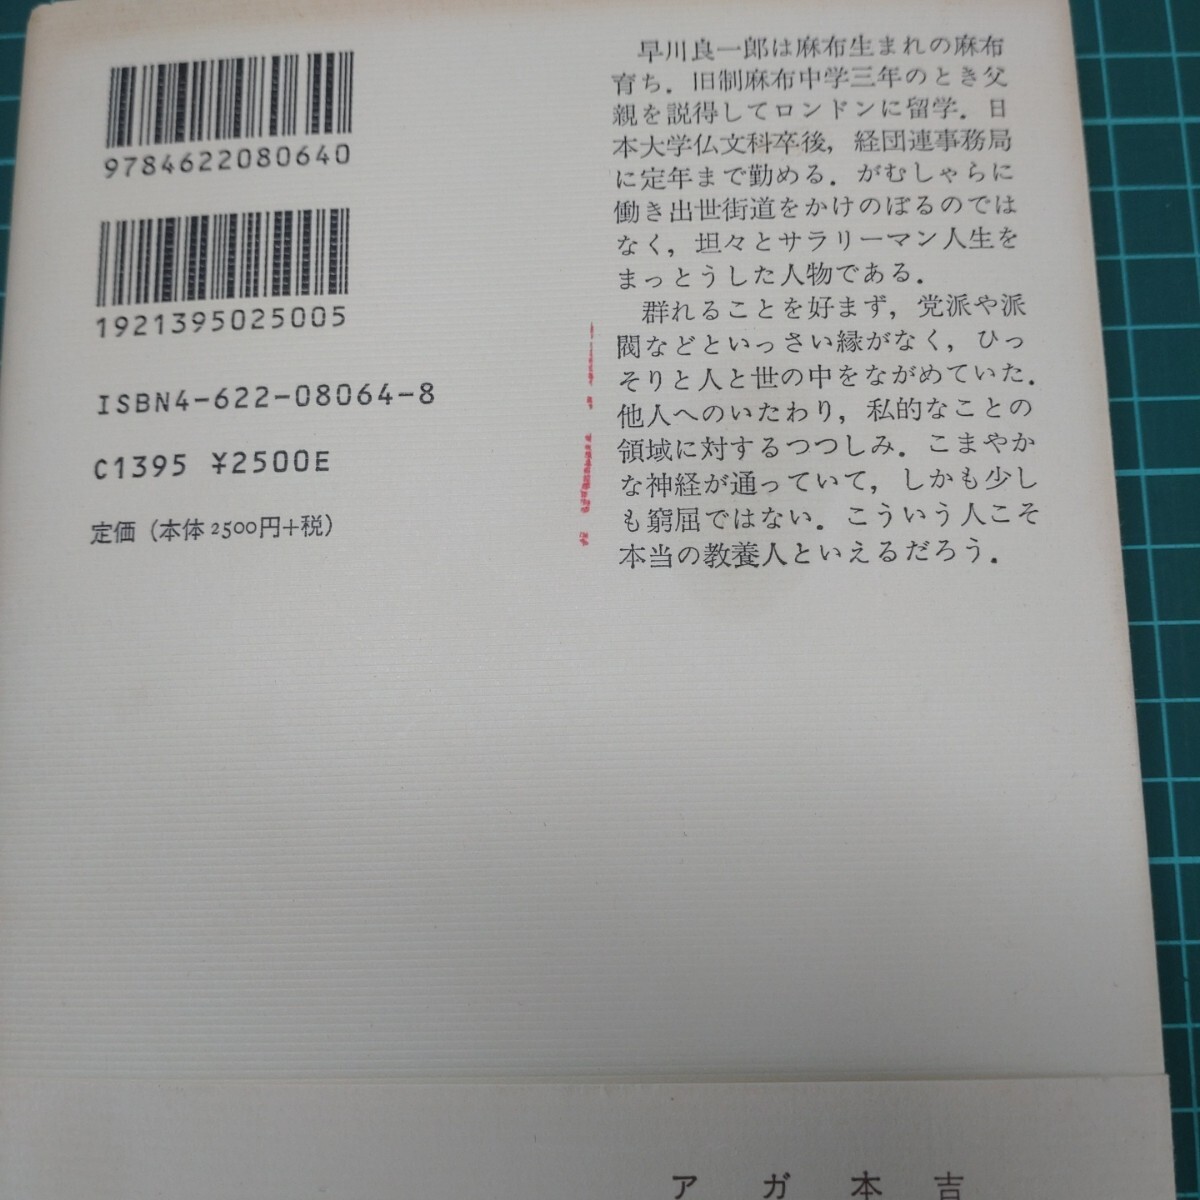 9784622080640
1921395025005
ISBN4-622-08064-8
C1395 ¥2500E
定価（本体2500円+税）
早川良一郎は麻布生まれの麻布
育ち．旧制麻布中学三年のとき父
親を説得してロンドンに留学．日
本大学仏文科卒後，経団連事務局
に定年まで勤める．がむしゃらに
働き出世街道をかけのぼるのでは
なく，坦々とサラリーマン人生を
まっとうした人物である．
群れることを好まず，党派や派
閥などといっさい縁がなく，ひっ
そりと人と世の中をながめていた．
他人へのいたわり，私的なことの
領域に対するつつしみ．こまやか
な神経が通っていて，しかも少し
も窮屈ではない．こういう人こそ
本当の教養人といえるだろう．
アガ本吉